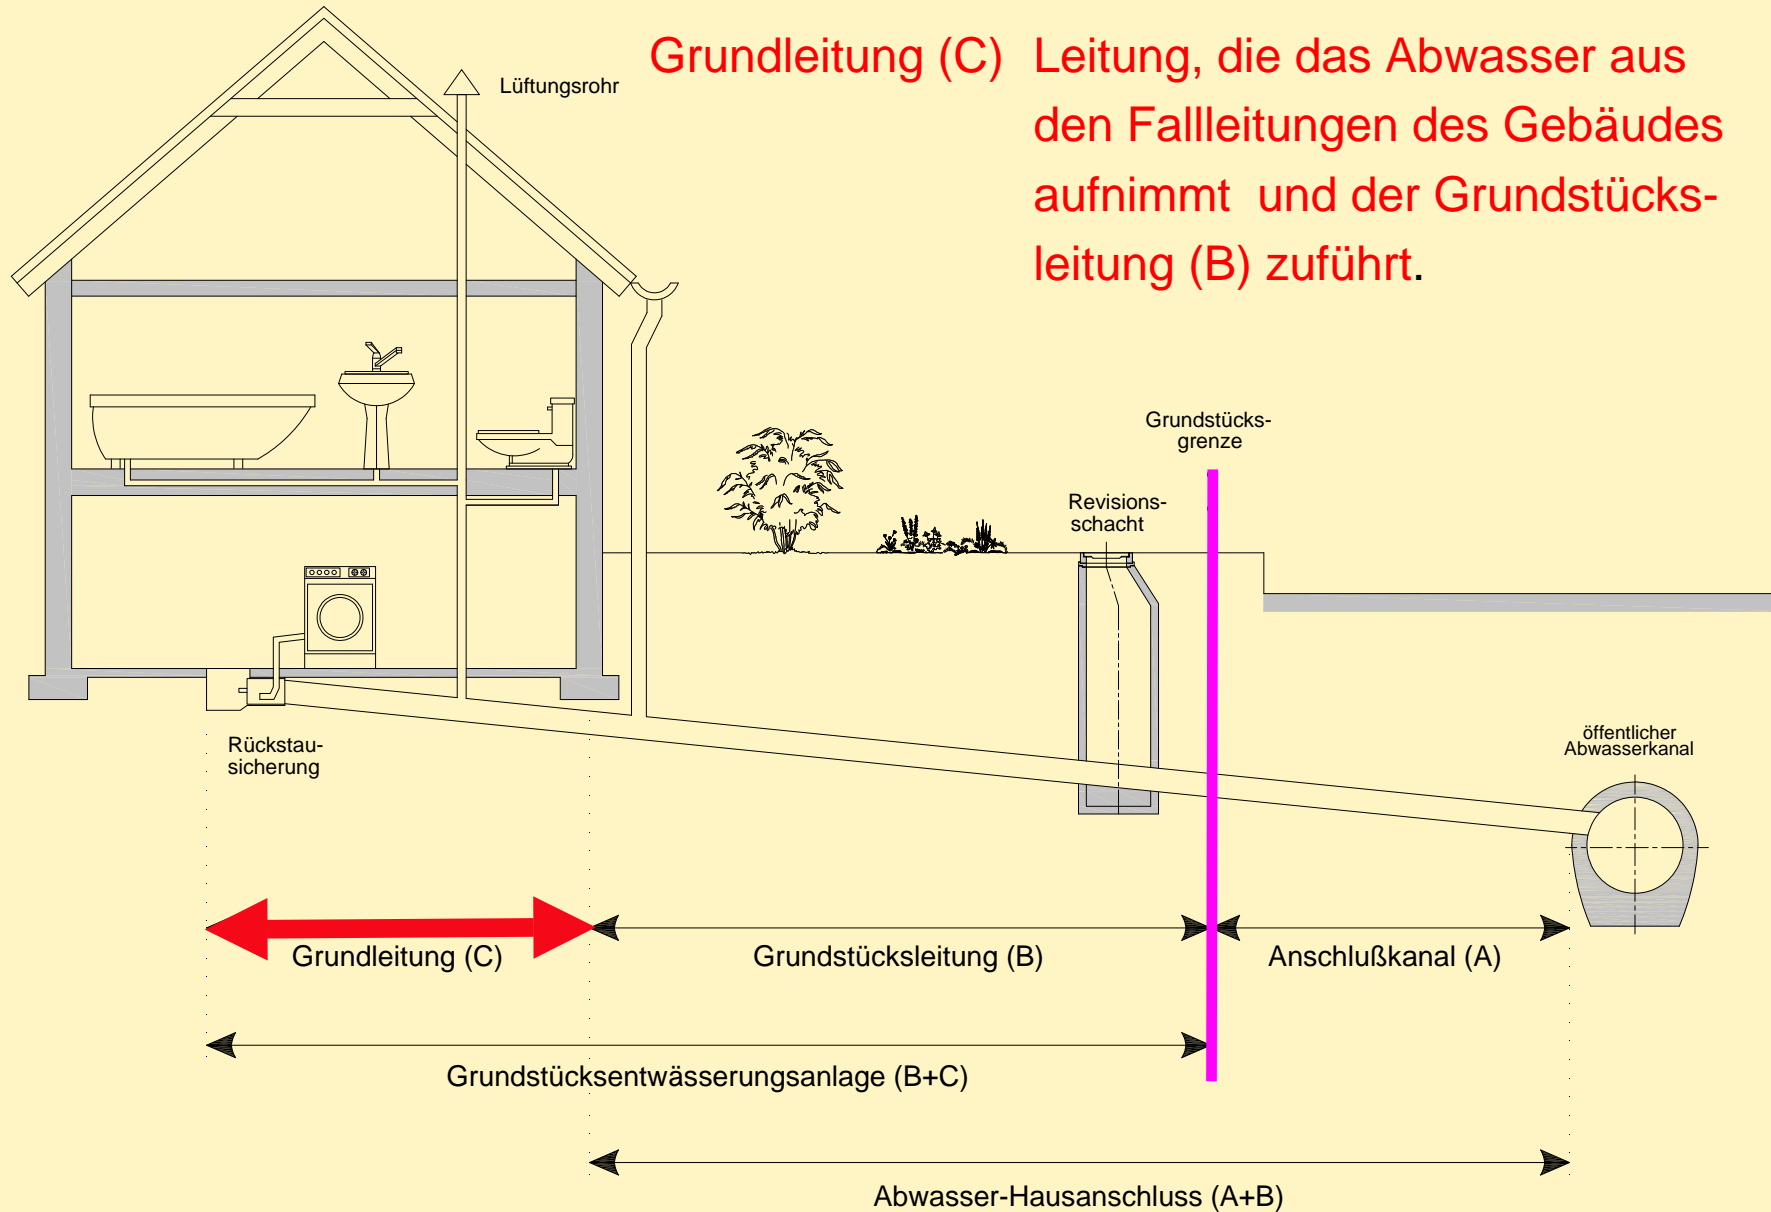 Grundleitung (C) Leitung, die das Abwasser aus
den Fallleitungen des Gebäudes
aufnimmt und der Grundstücks-
leitung (B) zuführt.
Lüftungsrohr
Grundstücks-
grenze
Revisions-
schacht
Rückstau-
sicherung
öffentlicher
Abwasserkanal
Grundleitung (C)
Grundstücksleitung (B)
Anschlußkanal (A)
Grundstücksentwässerungsanlage (B+C)
Abwasser-Hausanschluss (A+B)